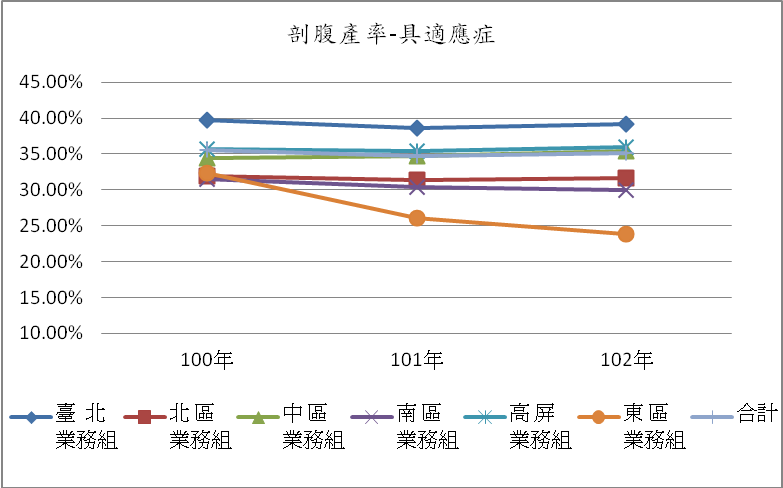 剖腹產率-具適應症
45.00%
40.00%
35.00%
30.00%
25.00%
20.00%
15.00%
10.00%
100年 101年 102年
臺 北 北區 中區 南區 高屏 東區 合計
業務組 業務組 業務組 業務組 業務組 業務組